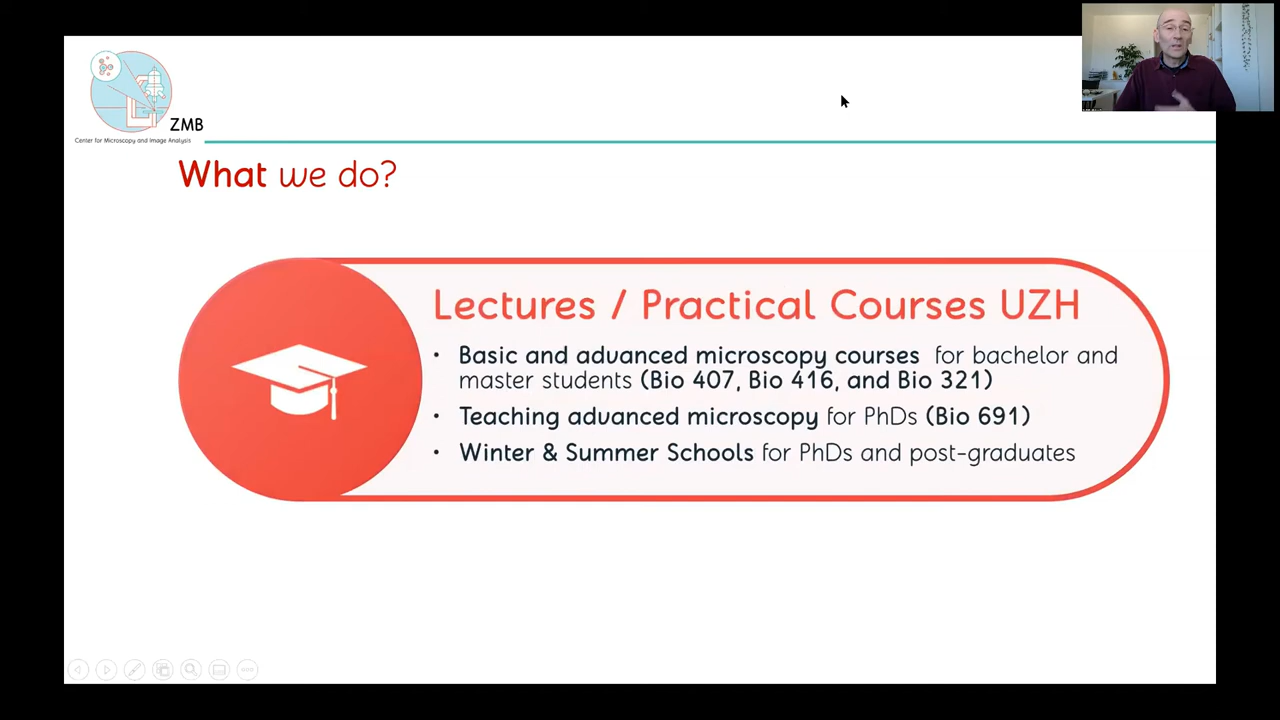 ZMB
Center for Microscopy and Image Analysis
What we do?
Lectures / Practical Courses UZH
• Basic and advanced microscopy courses for bachelor and
master students (Bio 407, Bio 416, and Bio 321)
• Teaching advanced microscopy for PhDs (Bio 691)
• Winter & Summer Schools for PhDs and post-graduates